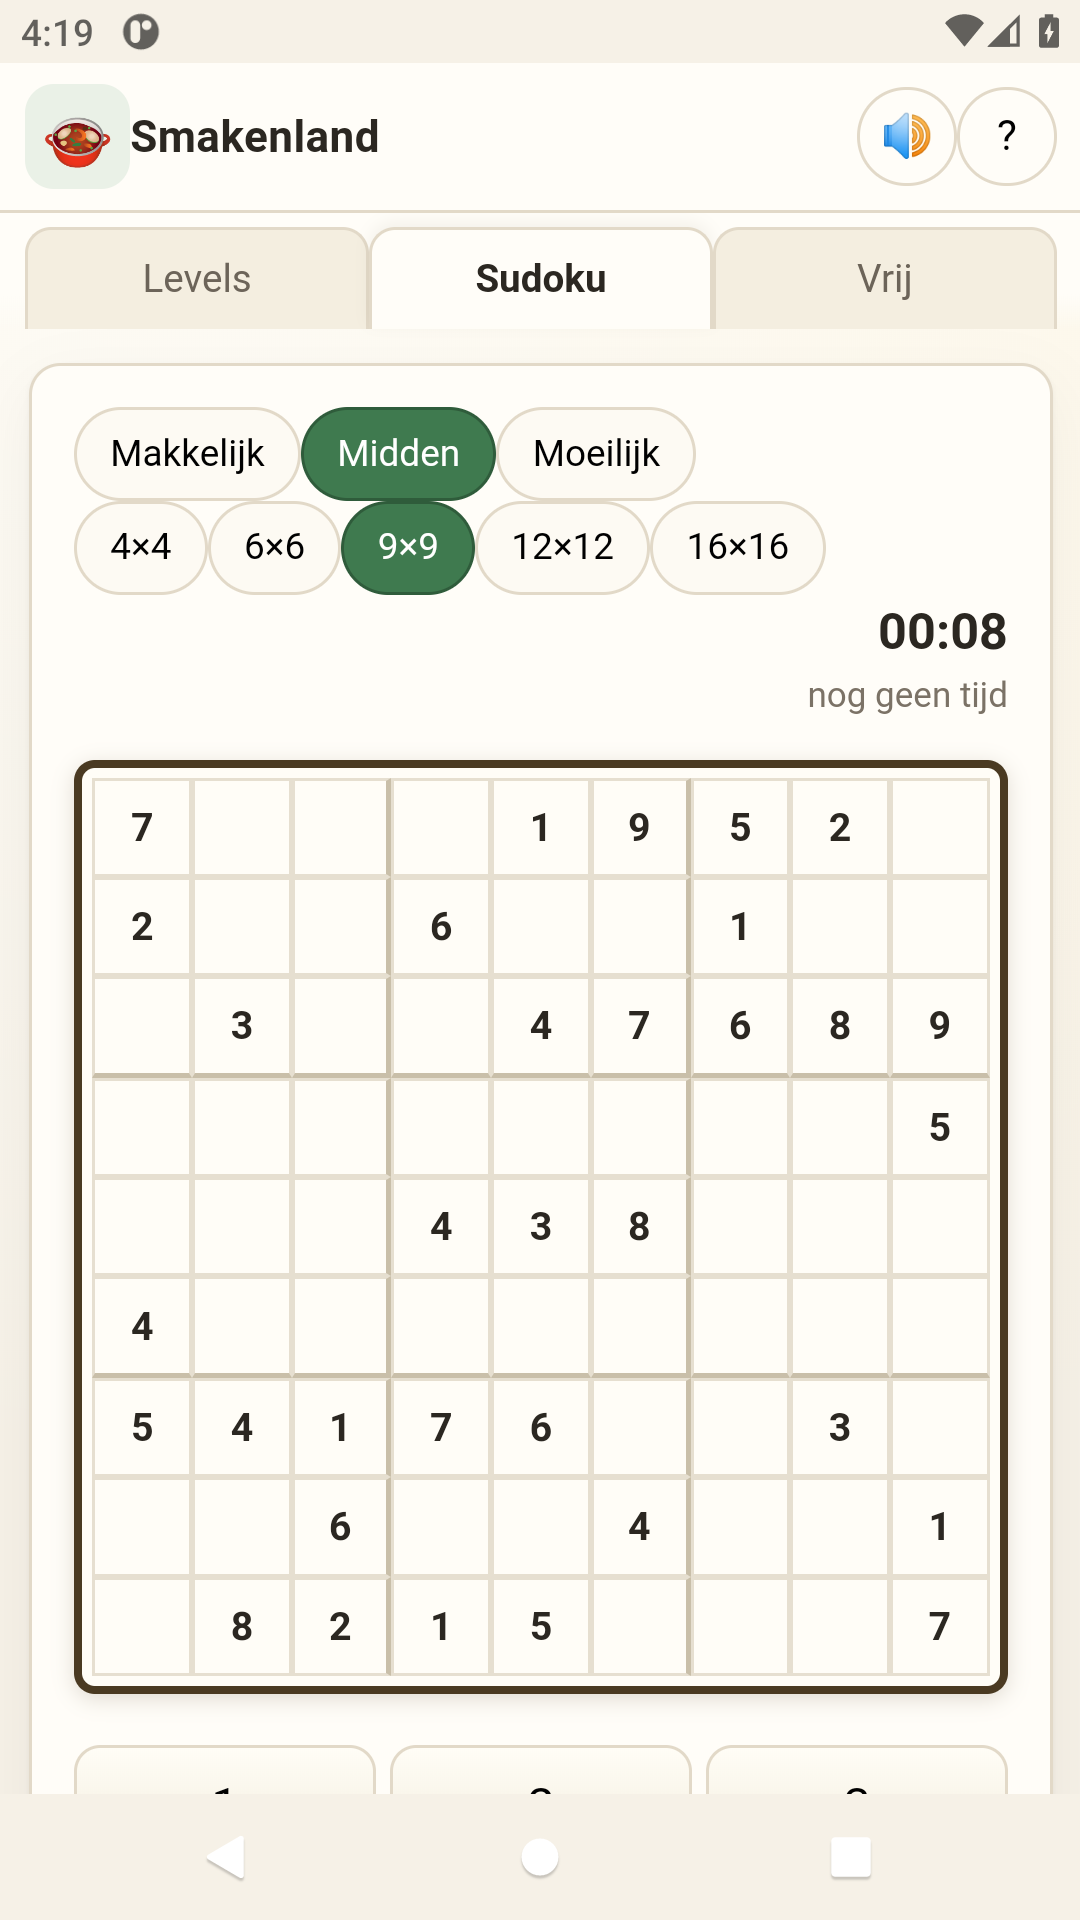 4:19
Smakenland
?
Levels Sudoku Vrij
Makkelijk Midden Moeilijk
4×4 6×6 9×9 12×12 16×16
00:08
nog geen tijd
7 1 9 5 2
2 6 1
3 4 7 6 8 9
5
4 3 8
4
5 4 1 7 6 3
6 4 1
8 2 1 5 7